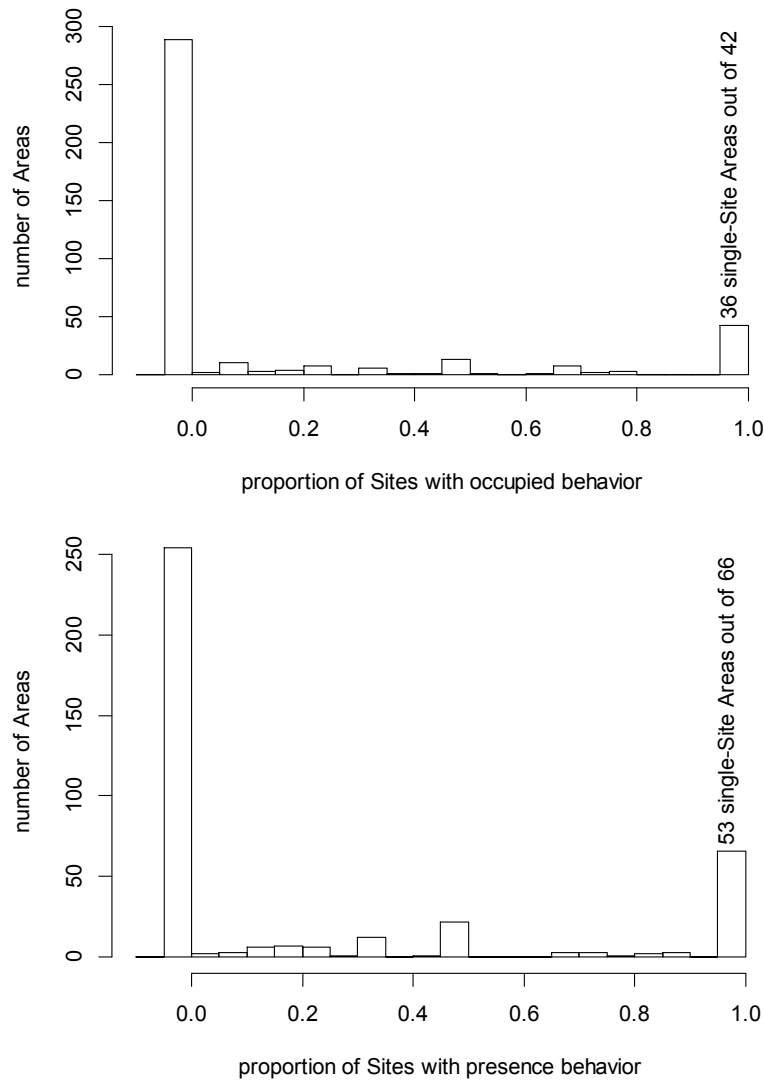 300
250
200
150
100
50
0
number of Areas
36 single-Site Areas out of 42
0.0 0.2 0.4 0.6 0.8 1.0
proportion of Sites with occupied behavior
250
200
150
100
50
0
number of Areas
53 single-Site Areas out of 66
0.0 0.2 0.4 0.6 0.8 1.0
proportion of Sites with presence behavior